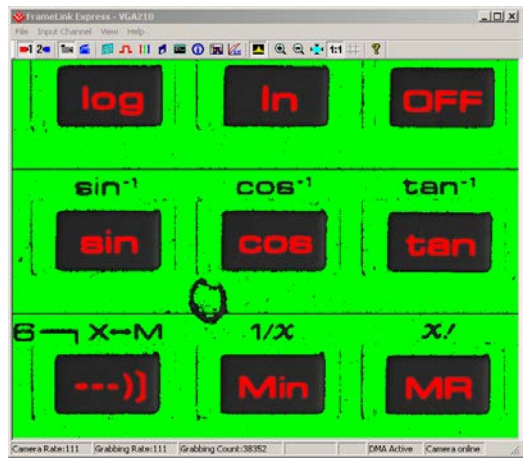 FrameLink Express - VGA210
File Input Channel View Help
1 2 1:1 ?
log ln OFF
sin⁻¹ cos⁻¹ tan⁻¹
sin cos tan
6 X↔M 1/x x!
---)] Min MR
Camera Rate:111 Grabbing Rate:111 Grabbing Count:38352 DMA Active Camera online